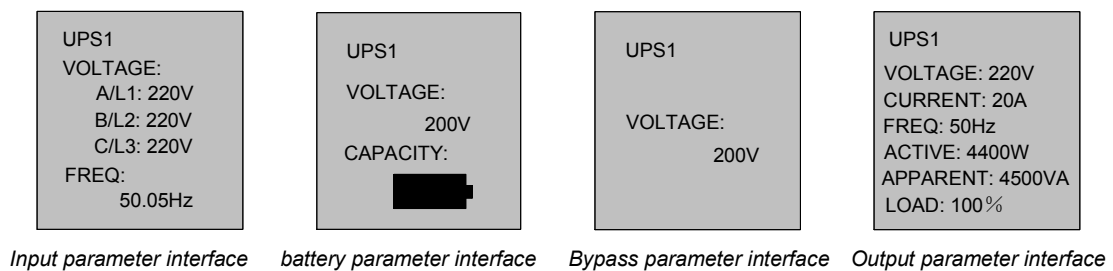 UPS1
VOLTAGE:
A/L1: 220V
B/L2: 220V
C/L3: 220V
FREQ:
50.05Hz
Input parameter interface
UPS1
VOLTAGE:
200V
CAPACITY:
battery parameter interface
UPS1
VOLTAGE:
200V
Bypass parameter interface
UPS1
VOLTAGE: 220V
CURRENT: 20A
FREQ: 50Hz
ACTIVE: 4400W
APPARENT: 4500VA
LOAD: 100%
Output parameter interface